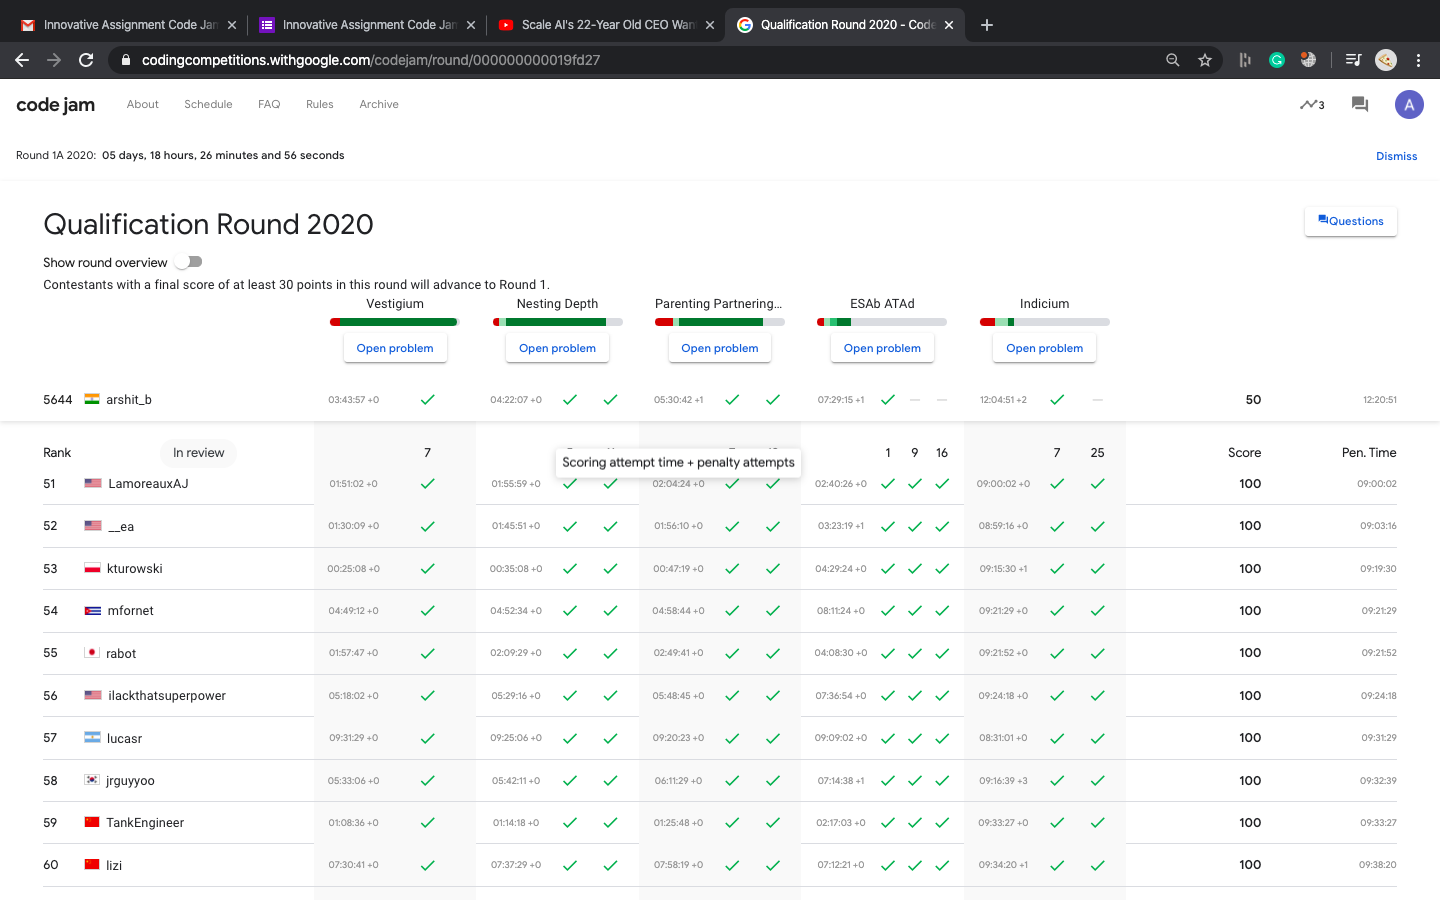 Innovative Assignment Code Jam
Innovative Assignment Code Jam
Scale AI's 22-Year Old CEO Wan
Qualification Round 2020 - Code
codingcompetitions.withgoogle.com/codejam/round/000000000019fd27
code jam About Schedule FAQ Rules Archive 3 A
Round 1A 2020: 05 days, 18 hours, 26 minutes and 56 seconds Dismiss
Qualification Round 2020 Questions
Show round overview
Contestants with a final score of at least 30 points in this round will advance to Round 1.
Vestigium Nesting Depth Parenting Partnering... ESAb ATAd Indicium
Open problem Open problem Open problem Open problem Open problem
5644 arshit_b 03:43:57 +0 04:22:07 +0 05:30:42 +1 07:29:15 +1 12:04:51 +2 50 12:20:51
Rank In review 7 1 9 16 7 25 Score Pen. Time
Scoring attempt time + penalty attempts
51 LamoreauxAJ 01:51:02 +0 01:55:59 +0 02:04:24 +0 02:40:26 +0 09:00:02 +0 100 09:00:02
52 __ea 01:30:09 +0 01:45:51 +0 01:56:10 +0 03:23:19 +1 08:59:16 +0 100 09:03:16
53 kturowski 00:25:08 +0 00:35:08 +0 00:47:19 +0 04:29:24 +0 09:15:30 +1 100 09:19:30
54 mfornet 04:49:12 +0 04:52:34 +0 04:58:44 +0 08:11:24 +0 09:21:29 +0 100 09:21:29
55 rabot 01:57:47 +0 02:09:29 +0 02:49:41 +0 04:08:30 +0 09:21:52 +0 100 09:21:52
56 ilackthatsuperpower 05:18:02 +0 05:29:16 +0 05:48:45 +0 07:36:54 +0 09:24:18 +0 100 09:24:18
57 lucasr 09:31:29 +0 09:25:06 +0 09:20:23 +0 09:09:02 +0 08:31:01 +0 100 09:31:29
58 jrguyyoo 05:33:06 +0 05:42:11 +0 06:11:29 +0 07:14:38 +1 09:16:39 +3 100 09:32:39
59 TankEngineer 01:08:36 +0 01:14:18 +0 01:25:48 +0 02:17:03 +0 09:33:27 +0 100 09:33:27
60 lizi 07:30:41 +0 07:37:29 +0 07:58:19 +0 07:12:21 +0 09:34:20 +1 100 09:38:20